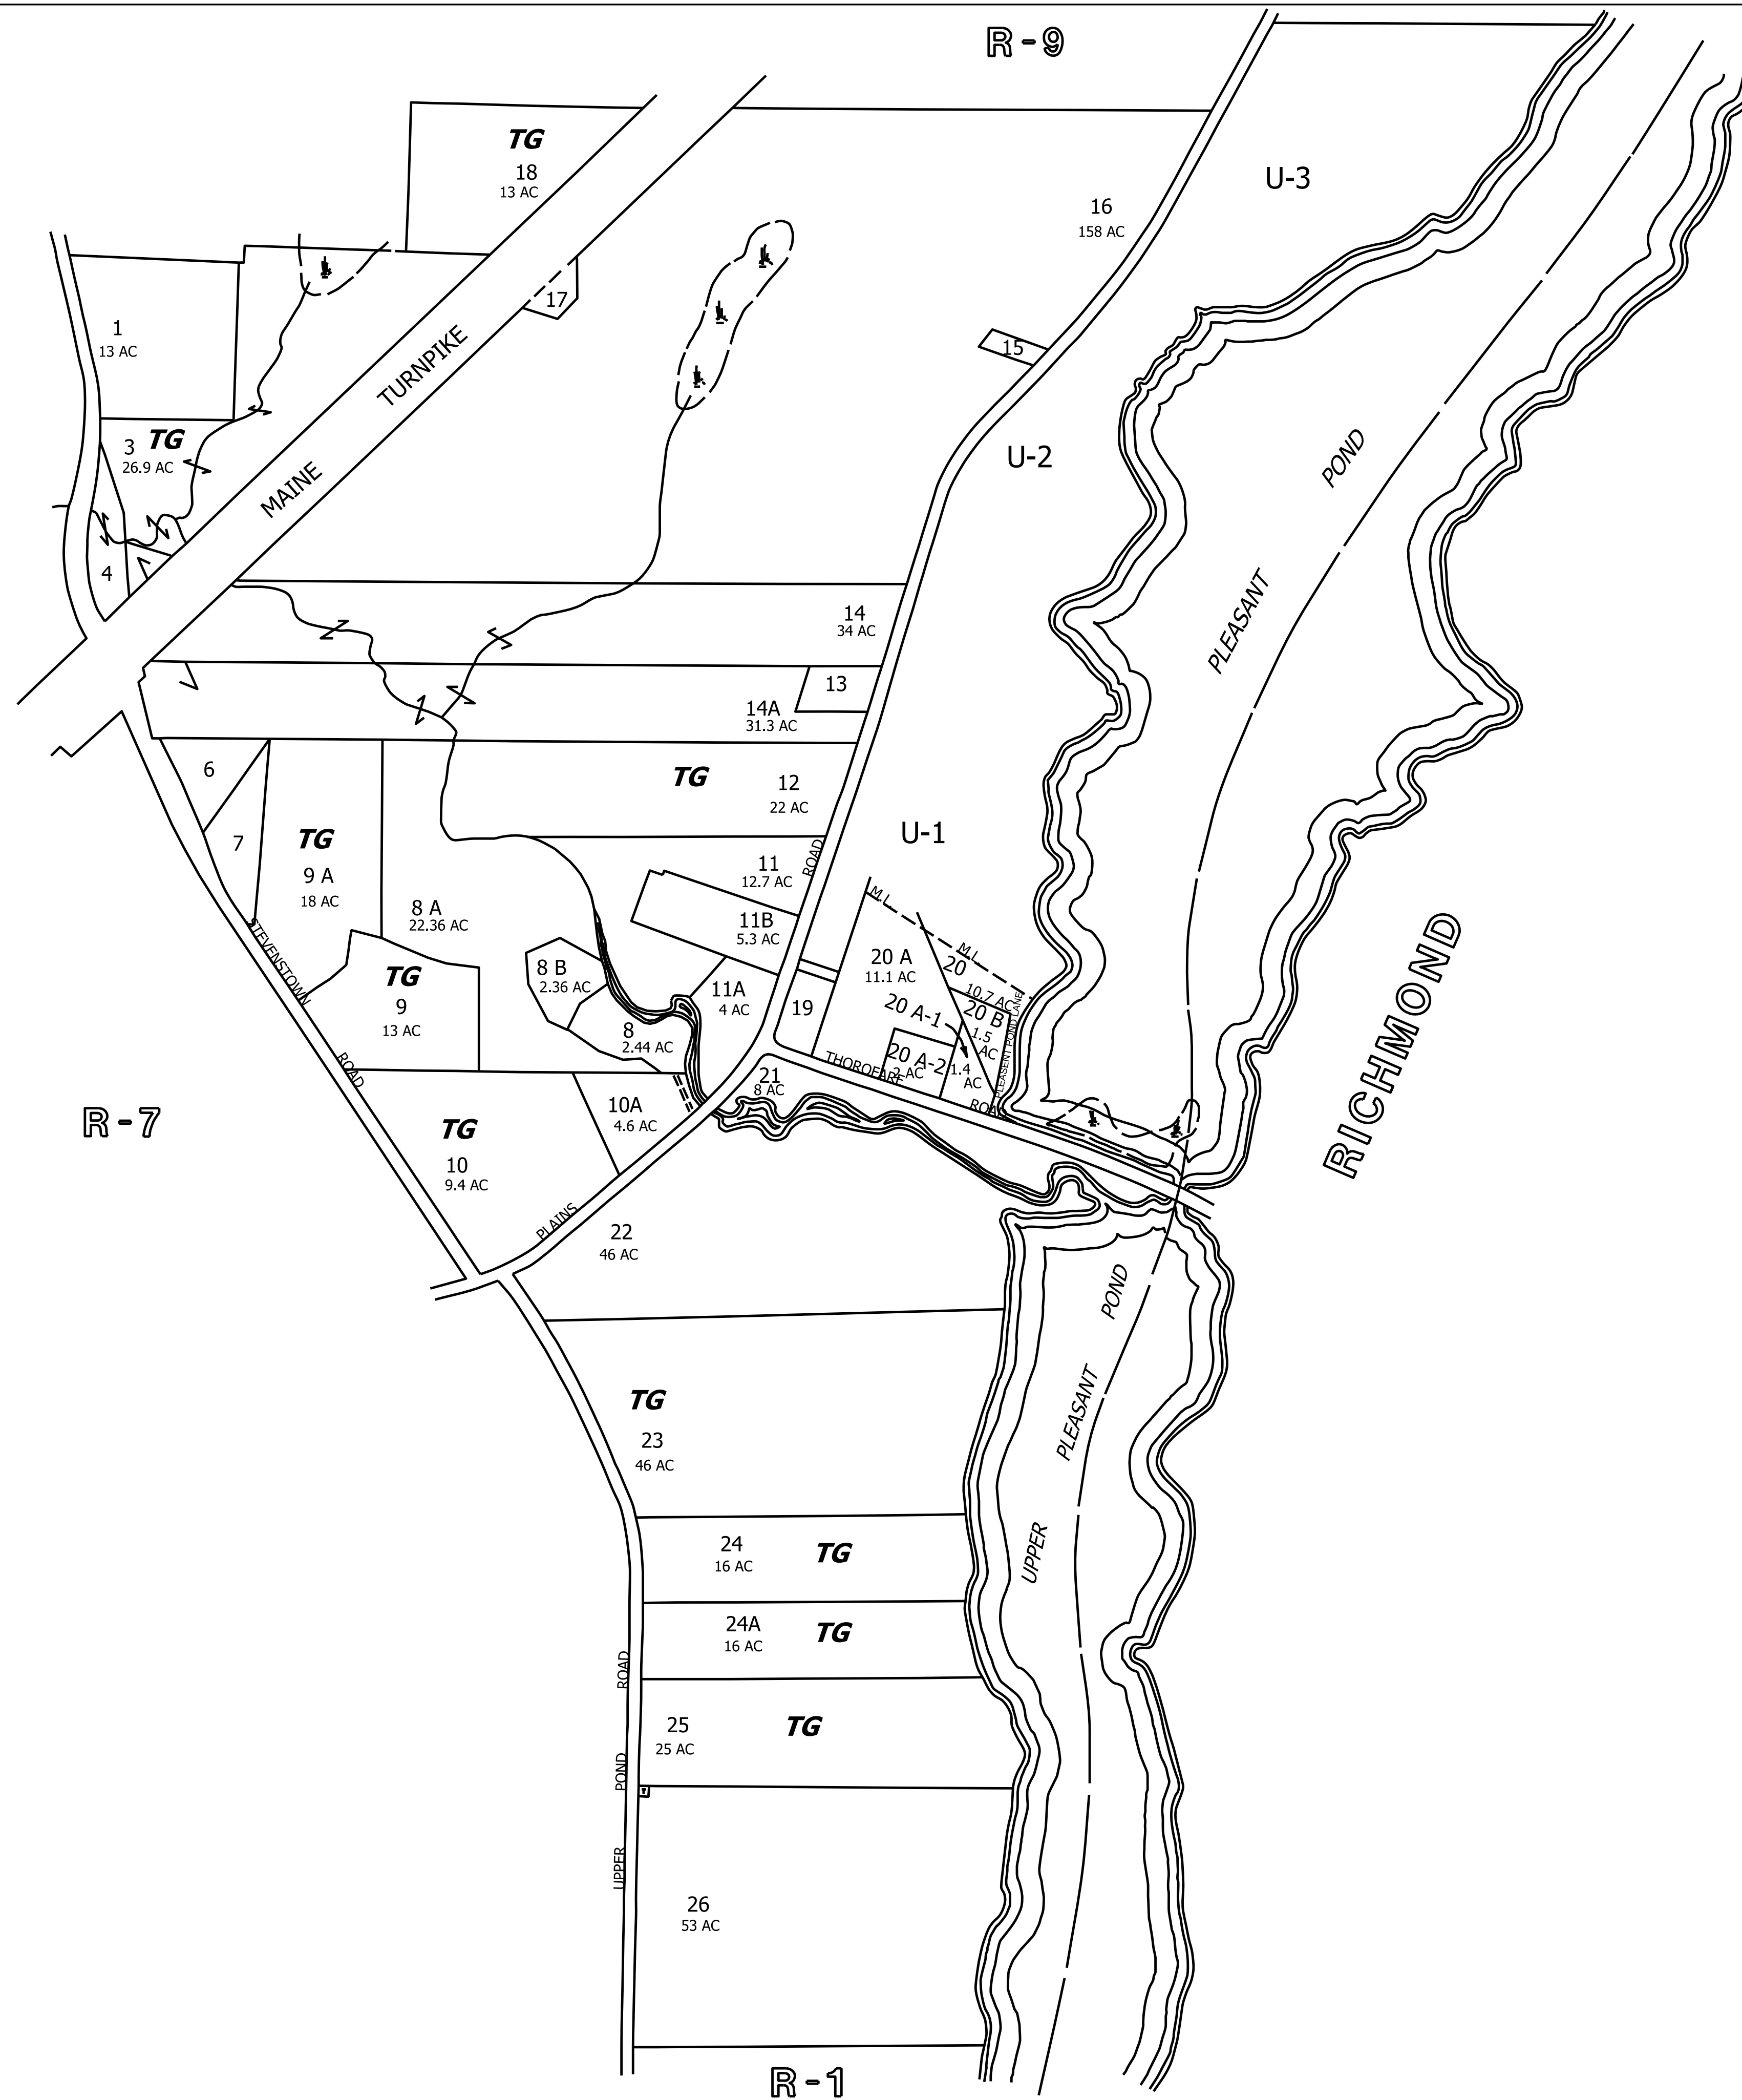 R-9
TG
18
13 AC
U-3
16
158 AC
17
1
13 AC
MAINE TURNPIKE
15
3 TG
26.9 AC
U-2
PLEASANT POND
4
14
34 AC
13
14A
31.3 AC
6
TG
12
22 AC
7
TG
9 A
18 AC
U-1
ROAD
11
12.7 AC
M.L.
8 A
22.36 AC
11B
5.3 AC
STEVENSTOWN ROAD
TG
9
13 AC
8 B
2.36 AC
20 A
11.1 AC
M.L.
20
10.7 AC
11A
4 AC
19
20 A-1
20 B
1.5
AC
PLEASENT POND LANE
8
2.44 AC
THOROFARE ROAD
20 A-2
2 AC
1.4
AC
21
8 AC
RICHMOND
R-7
10A
4.6 AC
TG
10
9.4 AC
PLAINS
22
46 AC
UPPER PLEASANT POND
TG
23
46 AC
24
16 AC
TG
24A
16 AC
TG
25
25 AC
TG
UPPER POND ROAD
26
53 AC
R-1